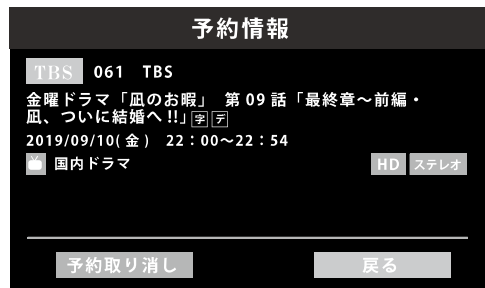 予約情報
TBS 061 TBS
金曜ドラマ「凪のお暇」 第09話「最終章～前編・
凪、ついに結婚へ!!」字デ
2019/09/10(金) 22：00～22：54
国内ドラマ HD ステレオ
予約取り消し 戻る